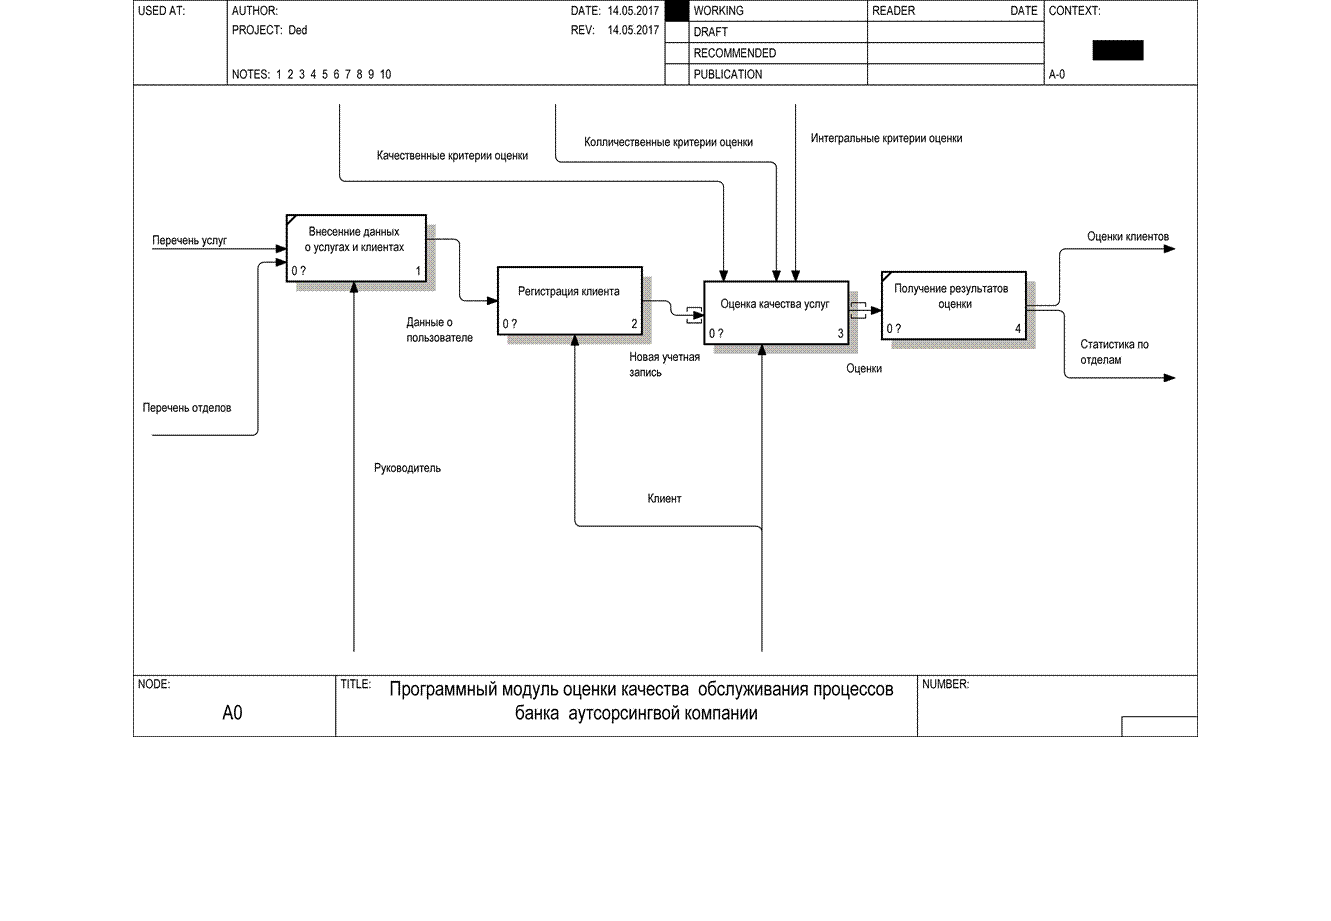 USED AT:
AUTHOR:
DATE: 14.05.2017
PROJECT: Ded
REV: 14.05.2017
NOTES: 1 2 3 4 5 6 7 8 9 10
WORKING
DRAFT
RECOMMENDED
PUBLICATION
READER
DATE
CONTEXT:
A-0
Качественные критерии оценки
Колличественные критерии оценки
Интегральные критерии оценки
Перечень услуг
Внесенние данных
о услугах и клиентах
0 ?
1
Данные о
пользователе
Регистрация клиента
0 ?
2
Новая учетная
запись
Оценка качества услуг
0 ?
3
Оценки
Получение результатов
оценки
0 ?
4
Оценки клиентов
Статистика по
отделам
Перечень отделов
Руководитель
Клиент
NODE:
A0
TITLE:
Программный модуль оценки качества обслуживания процессов
банка аутсорсингвой компании
NUMBER: